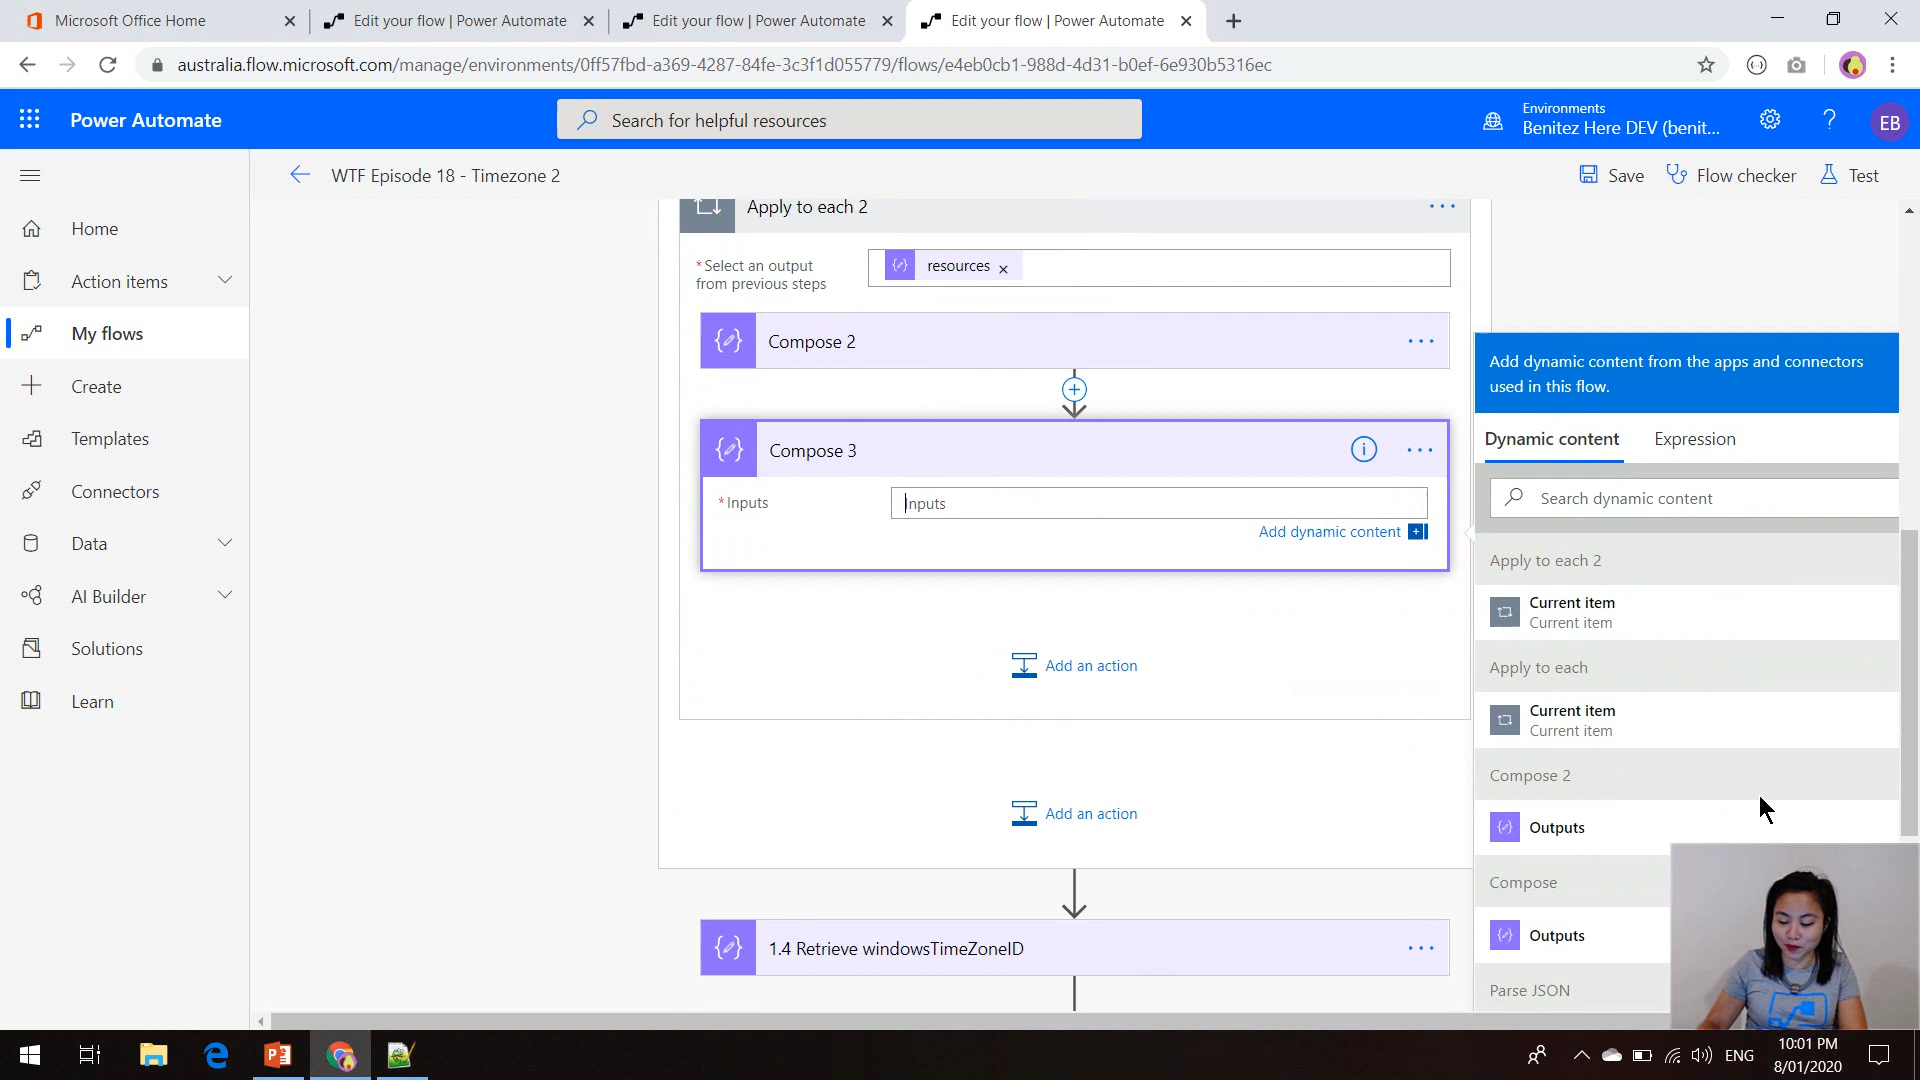 Microsoft Office Home
Edit your flow | Power Automate
Edit your flow | Power Automate
Edit your flow | Power Automate
australia.flow.microsoft.com/manage/environments/0ff57fbd-a369-4287-84fe-3c3f1d055779/flows/e4eb0cb1-988d-4d31-b0ef-6e930b5316ec
Power Automate
Search for helpful resources
Environments
Benitez Here DEV (benit...
EB
WTF Episode 18 - Timezone 2
Save
Flow checker
Test
Home
Action items
My flows
Create
Templates
Connectors
Data
AI Builder
Solutions
Learn
Apply to each 2
*Select an output
from previous steps
resources
Compose 2
Compose 3
* Inputs
Inputs
Add dynamic content
Add an action
Add an action
1.4 Retrieve windowsTimeZoneID
Add dynamic content from the apps and connectors
used in this flow.
Dynamic content
Expression
Search dynamic content
Apply to each 2
Current item
Current item
Apply to each
Current item
Current item
Compose 2
Outputs
Compose
Outputs
Parse JSON
ENG
10:01 PM
8/01/2020